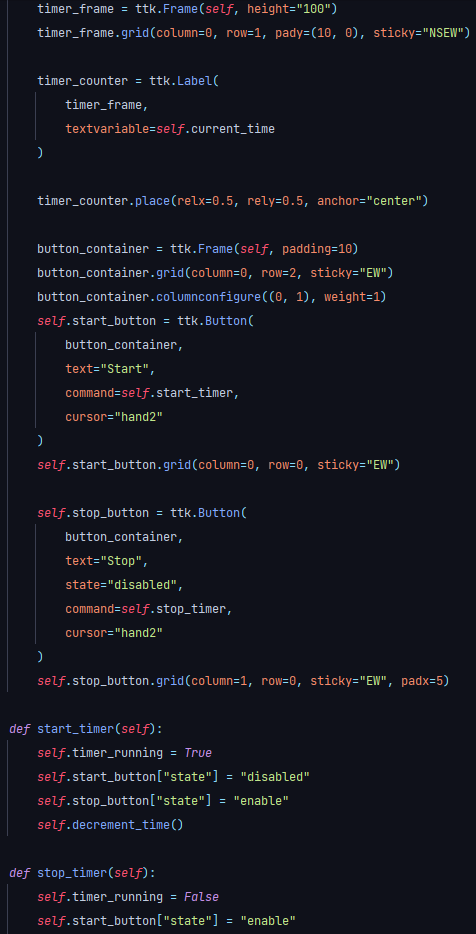 timer_frame = ttk.Frame(self, height="100")
timer_frame.grid(column=0, row=1, pady=(10, 0), sticky="NSEW")
timer_counter = ttk.Label(
timer_frame,
textvariable=self.current_time
)
timer_counter.place(relx=0.5, rely=0.5, anchor="center")
button_container = ttk.Frame(self, padding=10)
button_container.grid(column=0, row=2, sticky="EW")
button_container.columnconfigure((0, 1), weight=1)
self.start_button = ttk.Button(
button_container,
text="Start",
command=self.start_timer,
cursor="hand2"
)
self.start_button.grid(column=0, row=0, sticky="EW")
self.stop_button = ttk.Button(
button_container,
text="Stop",
state="disabled",
command=self.stop_timer,
cursor="hand2"
)
self.stop_button.grid(column=1, row=0, sticky="EW", padx=5)
def start_timer(self):
self.timer_running = True
self.start_button["state"] = "disabled"
self.stop_button["state"] = "enable"
self.decrement_time()
def stop_timer(self):
self.timer_running = False
self.start_button["state"] = "enable"